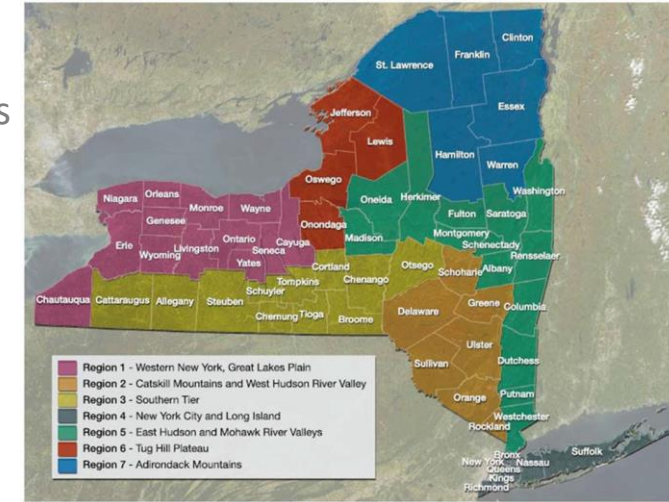 s
Clinton
Franklin
St. Lawrence
Essex
Jefferson
Lewis
Hamilton
Warren
Oswego
Washington
Niagara
Orleans
Monroe
Wayne
Oneida
Herkimer
Genesee
Fulton
Saratoga
Onondaga
Madison
Montgomery
Erie
Wyoming
Livingston
Ontario
Seneca
Cayuga
Schenectady
Yates
Rensselaer
Cortland
Otsego
Schoharie
Albany
Chautauqua
Cattaraugus
Allegany
Steuben
Schuyler
Tompkins
Chenango
Chemung
Tioga
Broome
Delaware
Greene
Columbia
Ulster
Sullivan
Dutchess
Orange
Putnam
Westchester
Rockland
Bronx
New York
Nassau
Suffolk
Queens
Kings
Richmond
Region 1 - Western New York, Great Lakes Plain
Region 2 - Catskill Mountains and West Hudson River Valley
Region 3 - Southern Tier
Region 4 - New York City and Long Island
Region 5 - East Hudson and Mohawk River Valleys
Region 6 - Tug Hill Plateau
Region 7 - Adirondack Mountains